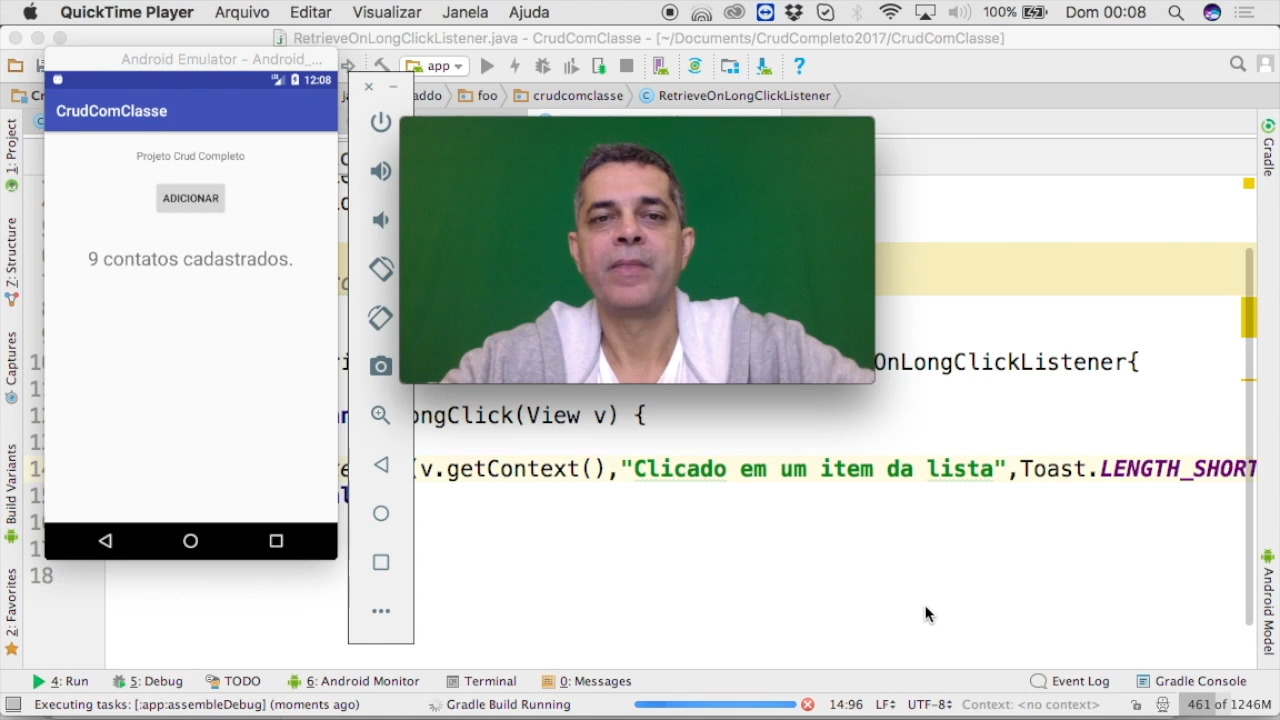 QuickTime Player Arquivo Editar Visualizar Janela Ajuda 100% Dom 00:08
RetrieveOnLongClickListener.java - CrudComClasse - [~/Documents/CrudCompleto2017/CrudComClasse]
Android Emulator - Android_...
app
12:08
CrudComClasse
addo foo crudcomclasse RetrieveOnLongClickListener
Projeto Crud Completo
ADICIONAR
9 contatos cadastrados.
OnLongClickListener{
ongClick(View v) {
(v.getContext(),"Clicado em um item da lista",Toast.LENGTH_SHORT
18
1: Project
Z: Structure
Captures
Build Variants
2: Favorites
Gradle
Android Model
4: Run 5: Debug TODO 6: Android Monitor Terminal 0: Messages Event Log Gradle Console
Executing tasks: [:app:assembleDebug] (moments ago) Gradle Build Running 14:96 LF÷ UTF-8÷ Context: <no context> 461 of 1246M